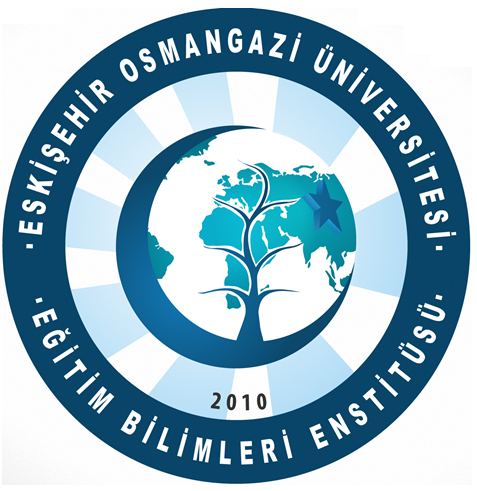 ·ESKİŞEHİR OSMANGAZİ ÜNİVERSİTESİ·
·EĞİTİM BİLİMLERİ ENSTİTÜSÜ·
2010